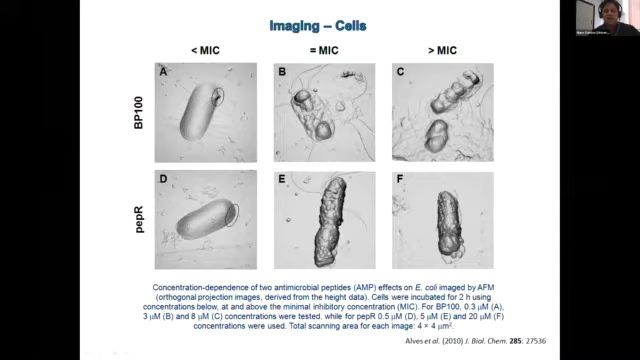 Imaging – Cells
< MIC
= MIC
> MIC
BP100
A
B
C
pepR
D
E
F
Concentration-dependence of two antimicrobial peptides (AMP) effects on E. coli imaged by AFM
(orthogonal projection images, derived from the height data). Cells were incubated for 2 h using
concentrations below, at and above the minimal inhibitory concentration (MIC). For BP100, 0.3 μM (A),
3 μM (B) and 8 μM (C) concentrations were tested, while for pepR 0.5 μM (D), 5 μM (E) and 20 μM (F)
concentrations were used. Total scanning area for each image: 4 × 4 μm².
Alves et al. (2010) J. Biol. Chem. 285: 27536